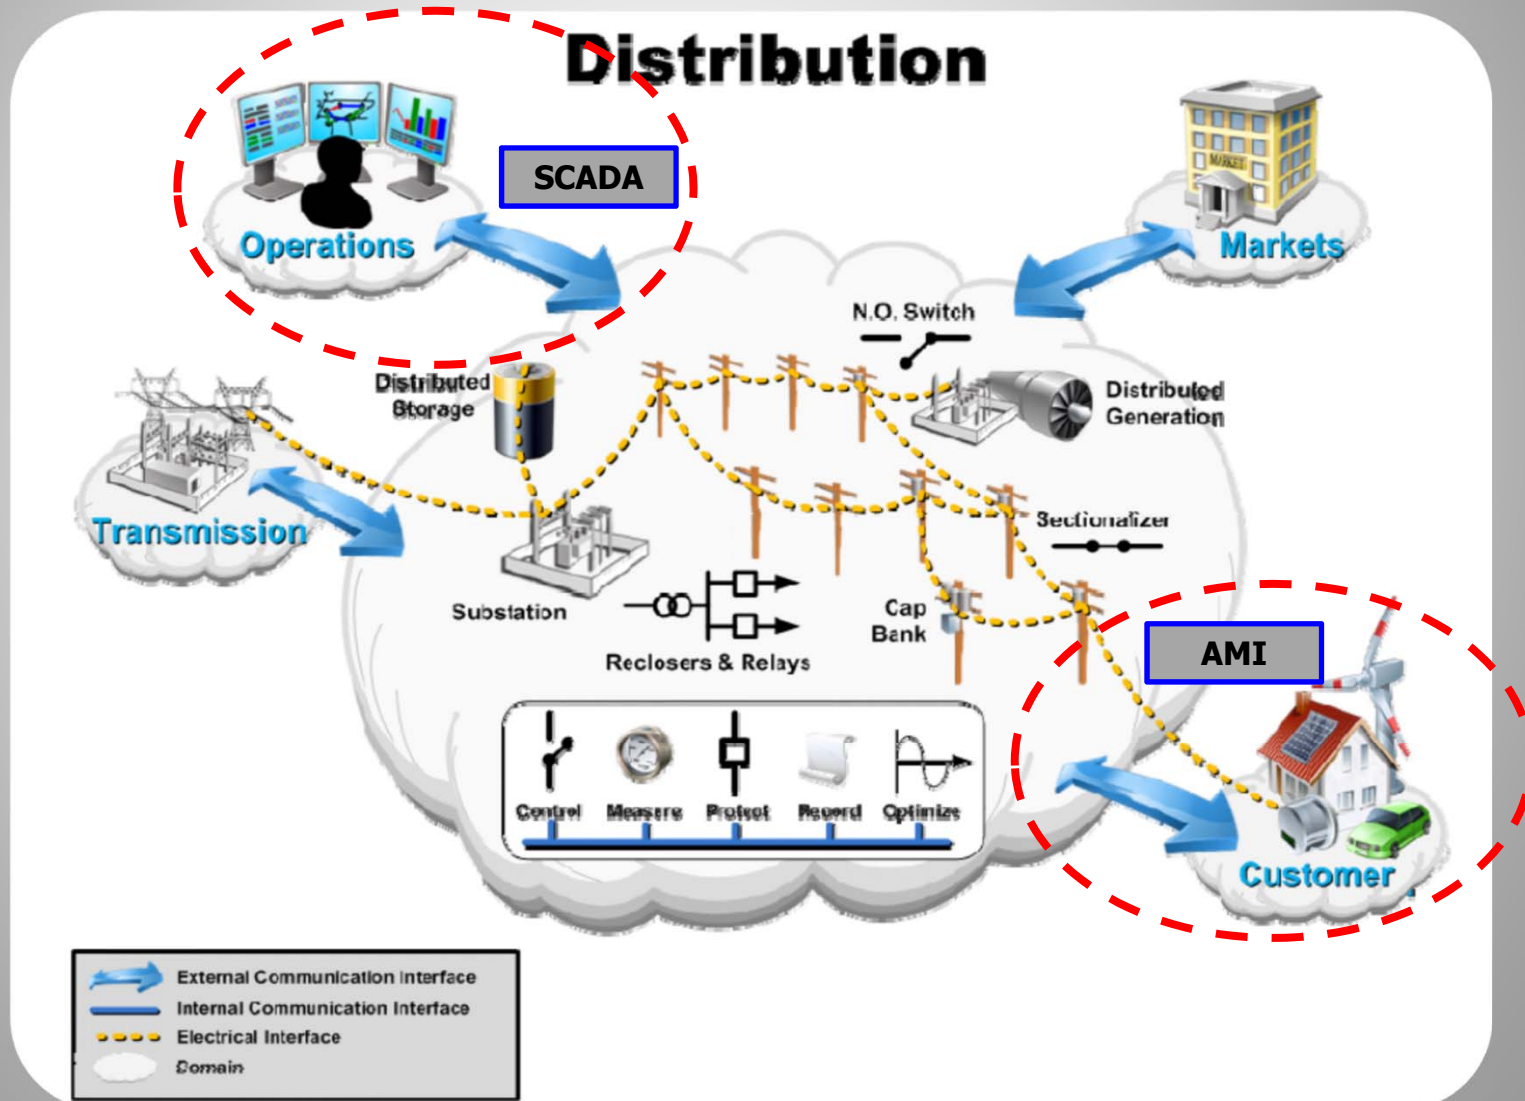 Distribution
SCADA
Operations
MARKET
Markets
N.O. Switch
Distributed
Storage
Distributed
Generation
Transmission
Sectionalizer
Substation
Cap
Bank
Reclosers & Relays
AMI
Control
Measure
Protect
Record
Optimize
Customer
External Communication Interface
Internal Communication Interface
Electrical Interface
Domain